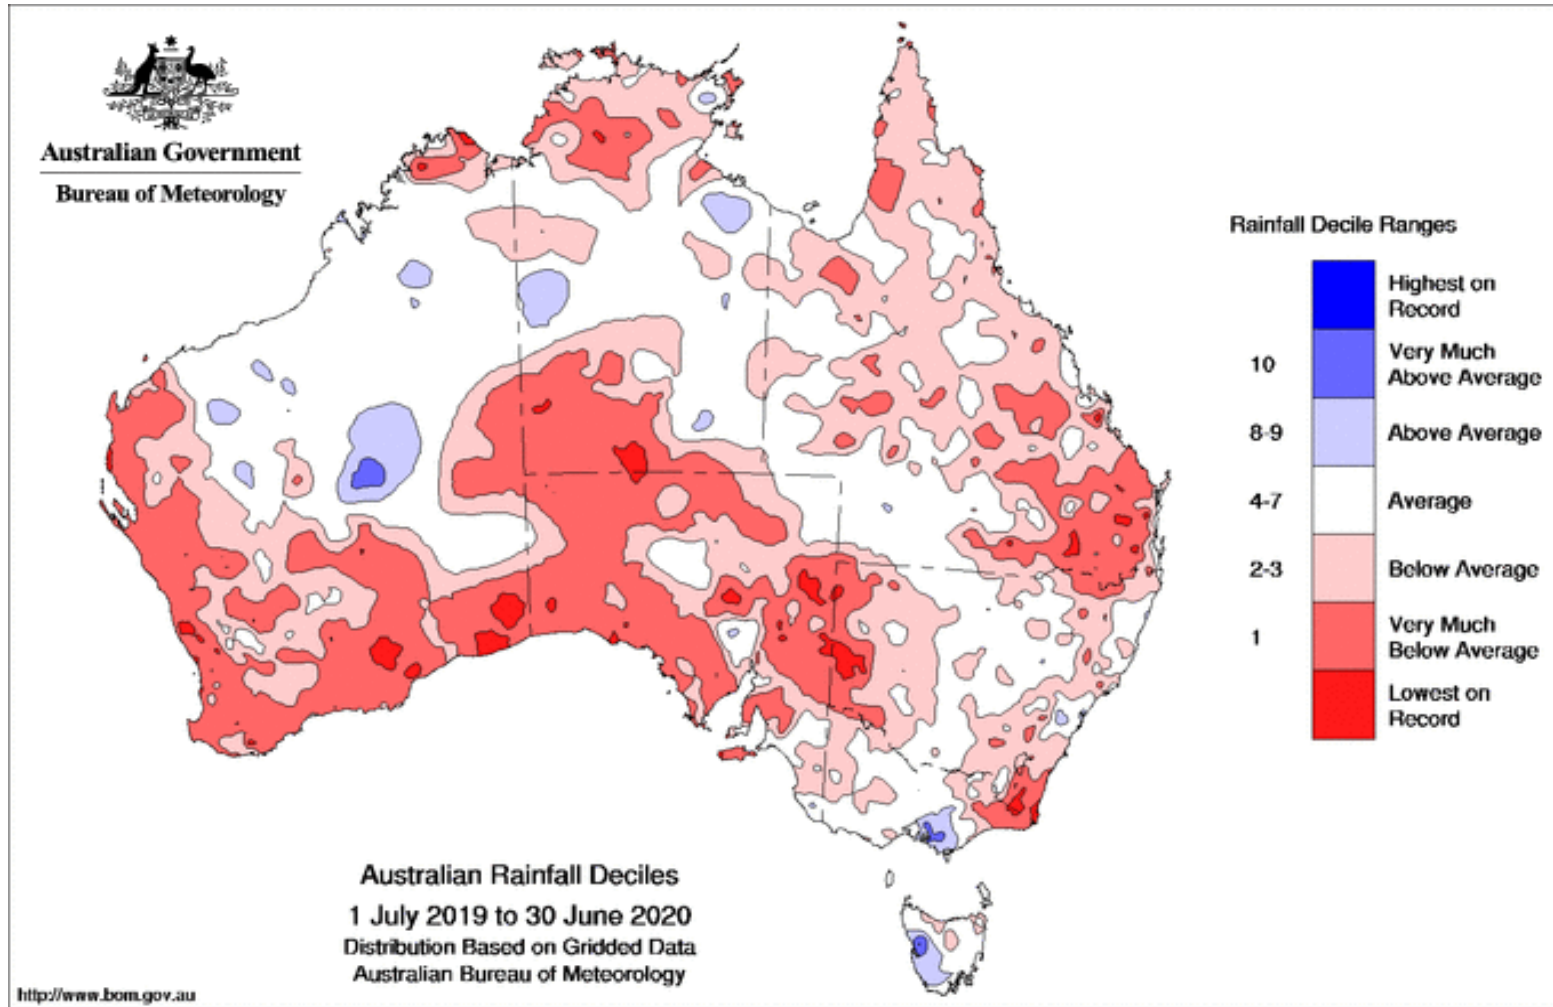 Australian Government
Bureau of Meteorology
Rainfall Decile Ranges
Highest on
Record
10
Very Much
Above Average
8-9
Above Average
4-7
Average
2-3
Below Average
1
Very Much
Below Average
Lowest on
Record
Australian Rainfall Deciles
1 July 2019 to 30 June 2020
Distribution Based on Gridded Data
Australian Bureau of Meteorology
http://www.bom.gov.au